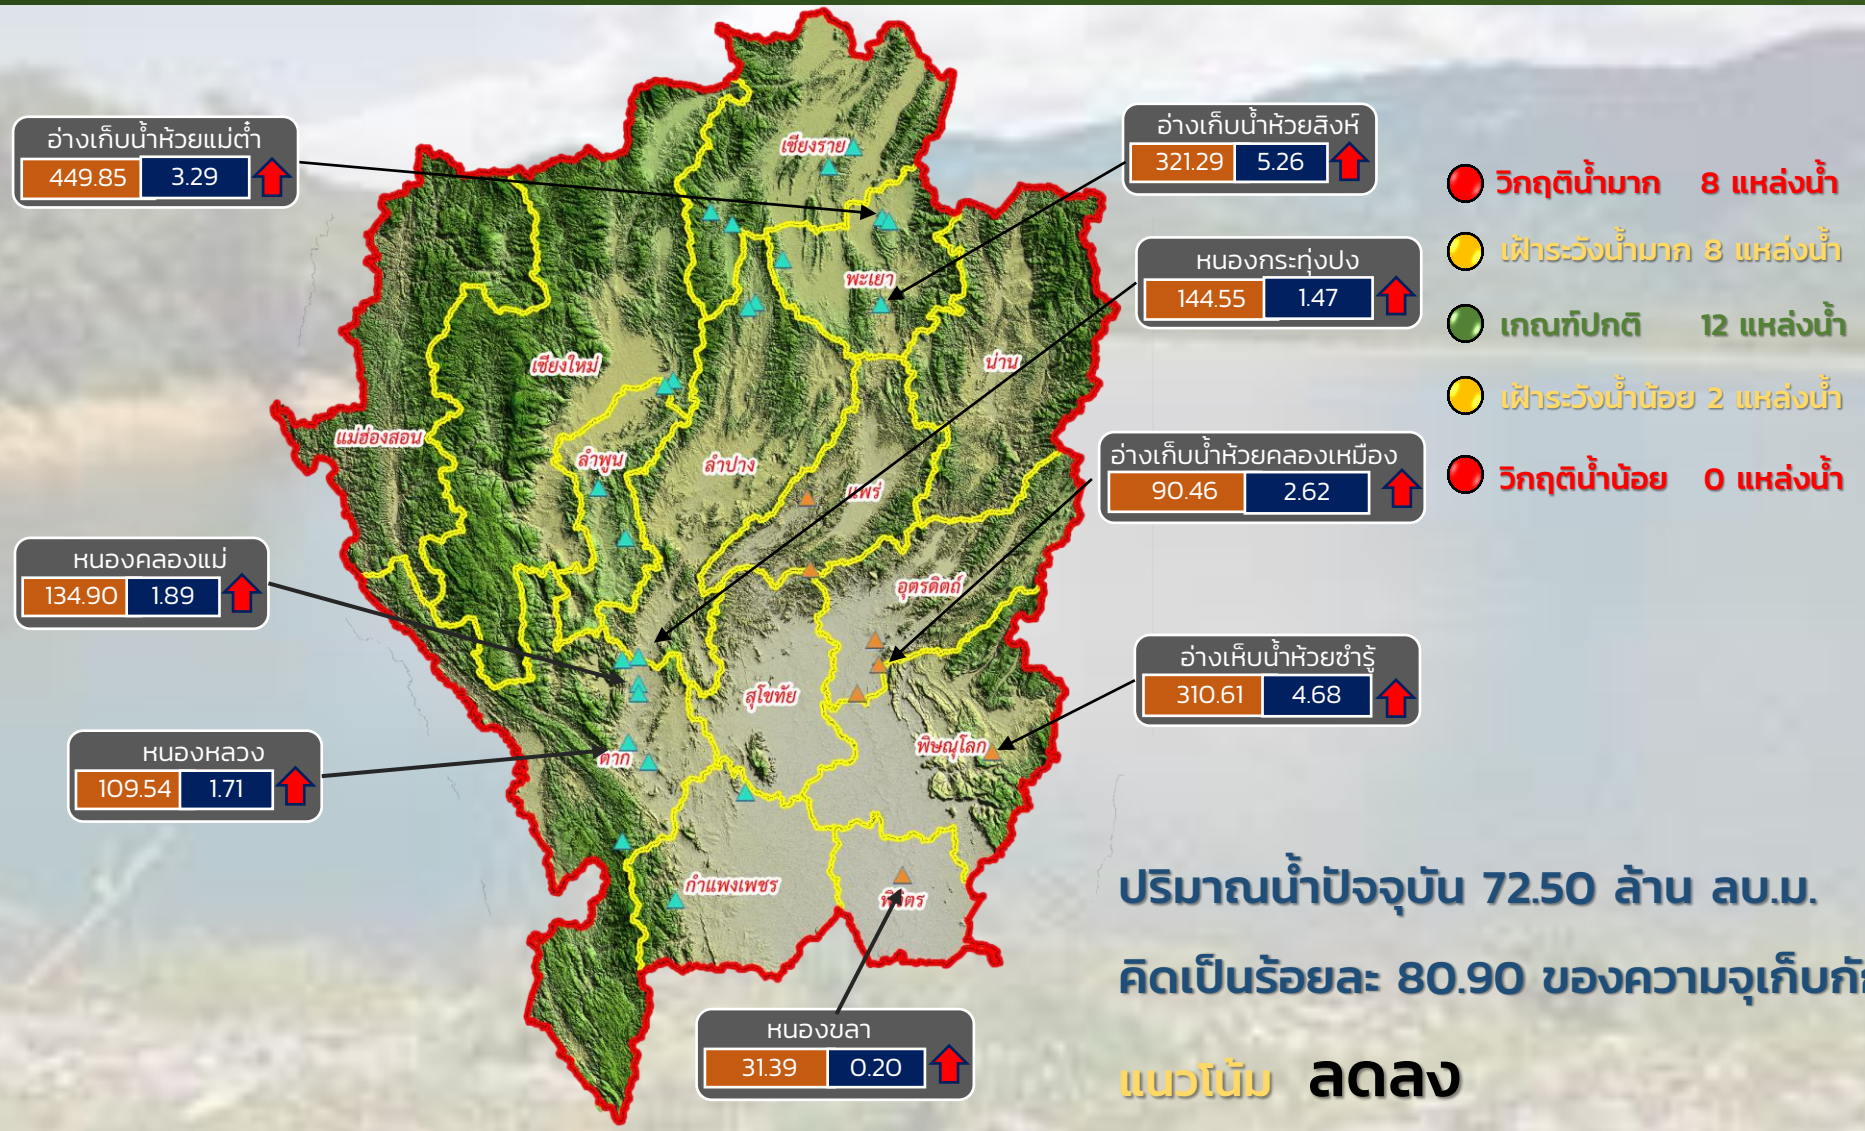 อ่างเก็บน้ำห้วยแม่ต๋ำ
449.85 3.29
อ่างเก็บน้ำห้วยสิงห์
321.29 5.26
หนองกระทุ่งปง
144.55 1.47
อ่างเก็บน้ำห้วยคลองเหมือง
90.46 2.62
หนองคลองแม่
134.90 1.89
อ่างเห็บน้ำห้วยซำรู้
310.61 4.68
หนองหลวง
109.54 1.71
หนองขลา
31.39 0.20
เชียงราย
พะเยา
น่าน
เชียงใหม่
แม่ฮ่องสอน
ลำพูน
ลำปาง
แพร่
อุตรดิตถ์
สุโขทัย
ตาก
พิษณุโลก
กำแพงเพชร
พิจิตร
วิกฤติน้ำมาก 8 แหล่งน้ำ
เฝ้าระวังน้ำมาก 8 แหล่งน้ำ
เกณฑ์ปกติ 12 แหล่งน้ำ
เฝ้าระวังน้ำน้อย 2 แหล่งน้ำ
วิกฤติน้ำน้อย 0 แหล่งน้ำ
ปริมาณน้ำปัจจุบัน 72.50 ล้าน ลบ.ม.
คิดเป็นร้อยละ 80.90 ของความจุเก็บกัก
แนวโน้ม ลดลง